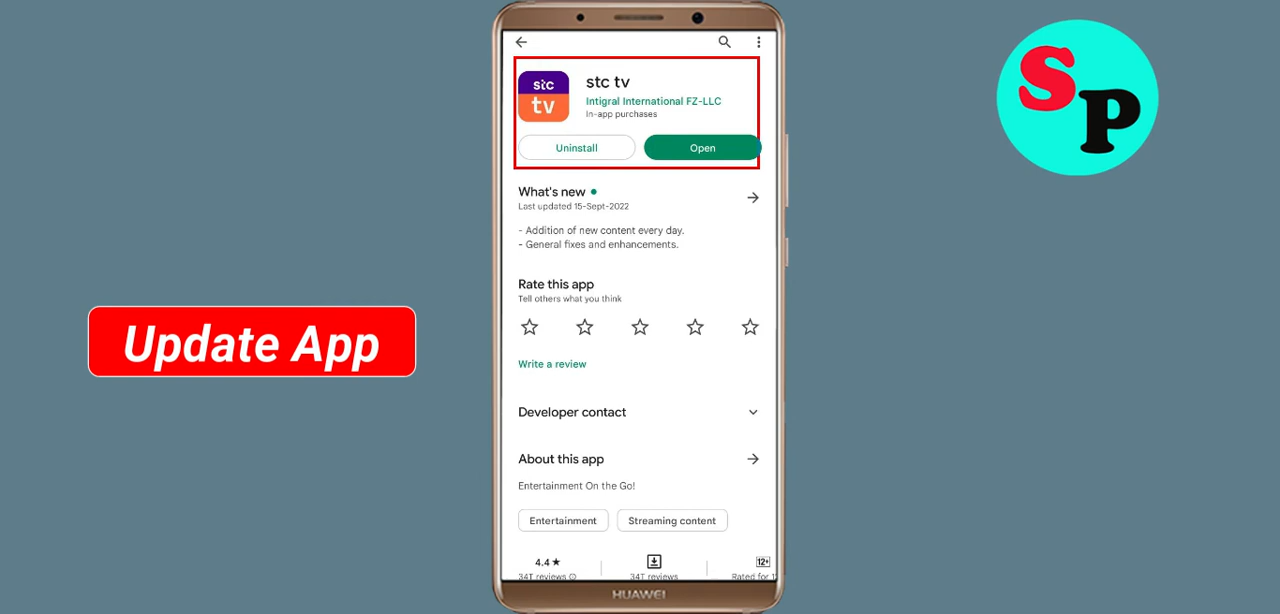 stc tv
stc
tv
Intigral International FZ-LLC
In-app purchases
Uninstall
Open
What's new
Last updated 15-Sept-2022
- Addition of new content every day.
- General fixes and enhancements.
Rate this app
Tell others what you think
Write a review
Developer contact
About this app
Entertainment On the Go!
Entertainment
Streaming content
4.4★
34T reviews
34T reviews
12+
Rated for 1
HUAWEI
Update App
SP